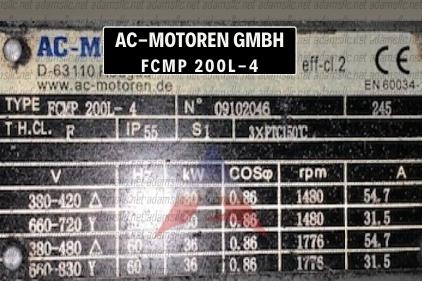 AC-MOTOREN GMBH
FCMP 200L-4
AC-M
eff-cl.2
D-63110
www.ac-motoren.de
CE
EN 60034-
TYPE FCMP 200L- 4 N° 09102046 245
TH.CL. F IP 55 S1 3XPTC150℃
V Hz kW COSφ rpm A
380-420 Δ 0.86 1480 54.7
660-720 Y 0.86 1480 31.5
380-480 Δ 60 36 0.86 1776 54.7
660-830 Y 60 36 0.86 1776 31.5